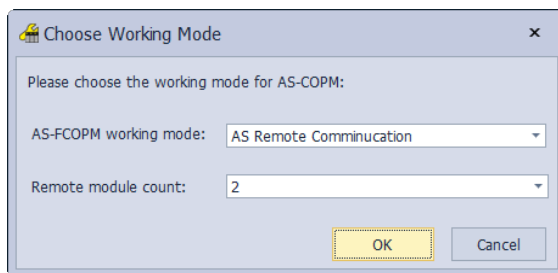 Choose Working Mode
Please choose the working mode for AS-COPM:
AS-FCOPM working mode: AS Remote Comminucation
Remote module count: 2
OK Cancel